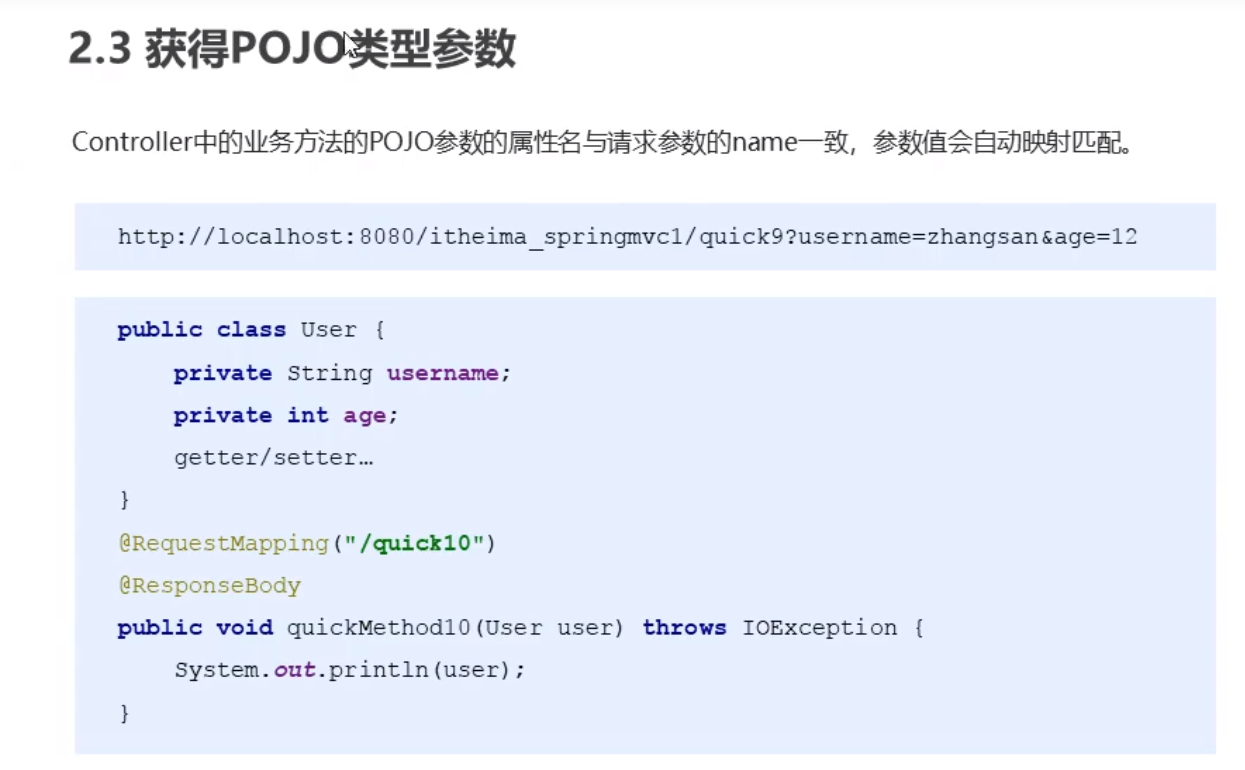 2.3 获得POJO类型参数
Controller中的业务方法的POJO参数的属性名与请求参数的name一致，参数值会自动映射匹配。
http://localhost:8080/itheima_springmvc1/quick9?username=zhangsan&age=12
public class User {
    private String username;
    private int age;
    getter/setter…
}
@RequestMapping("/quick10")
@ResponseBody
public void quickMethod10(User user) throws IOException {
    System.out.println(user);
}